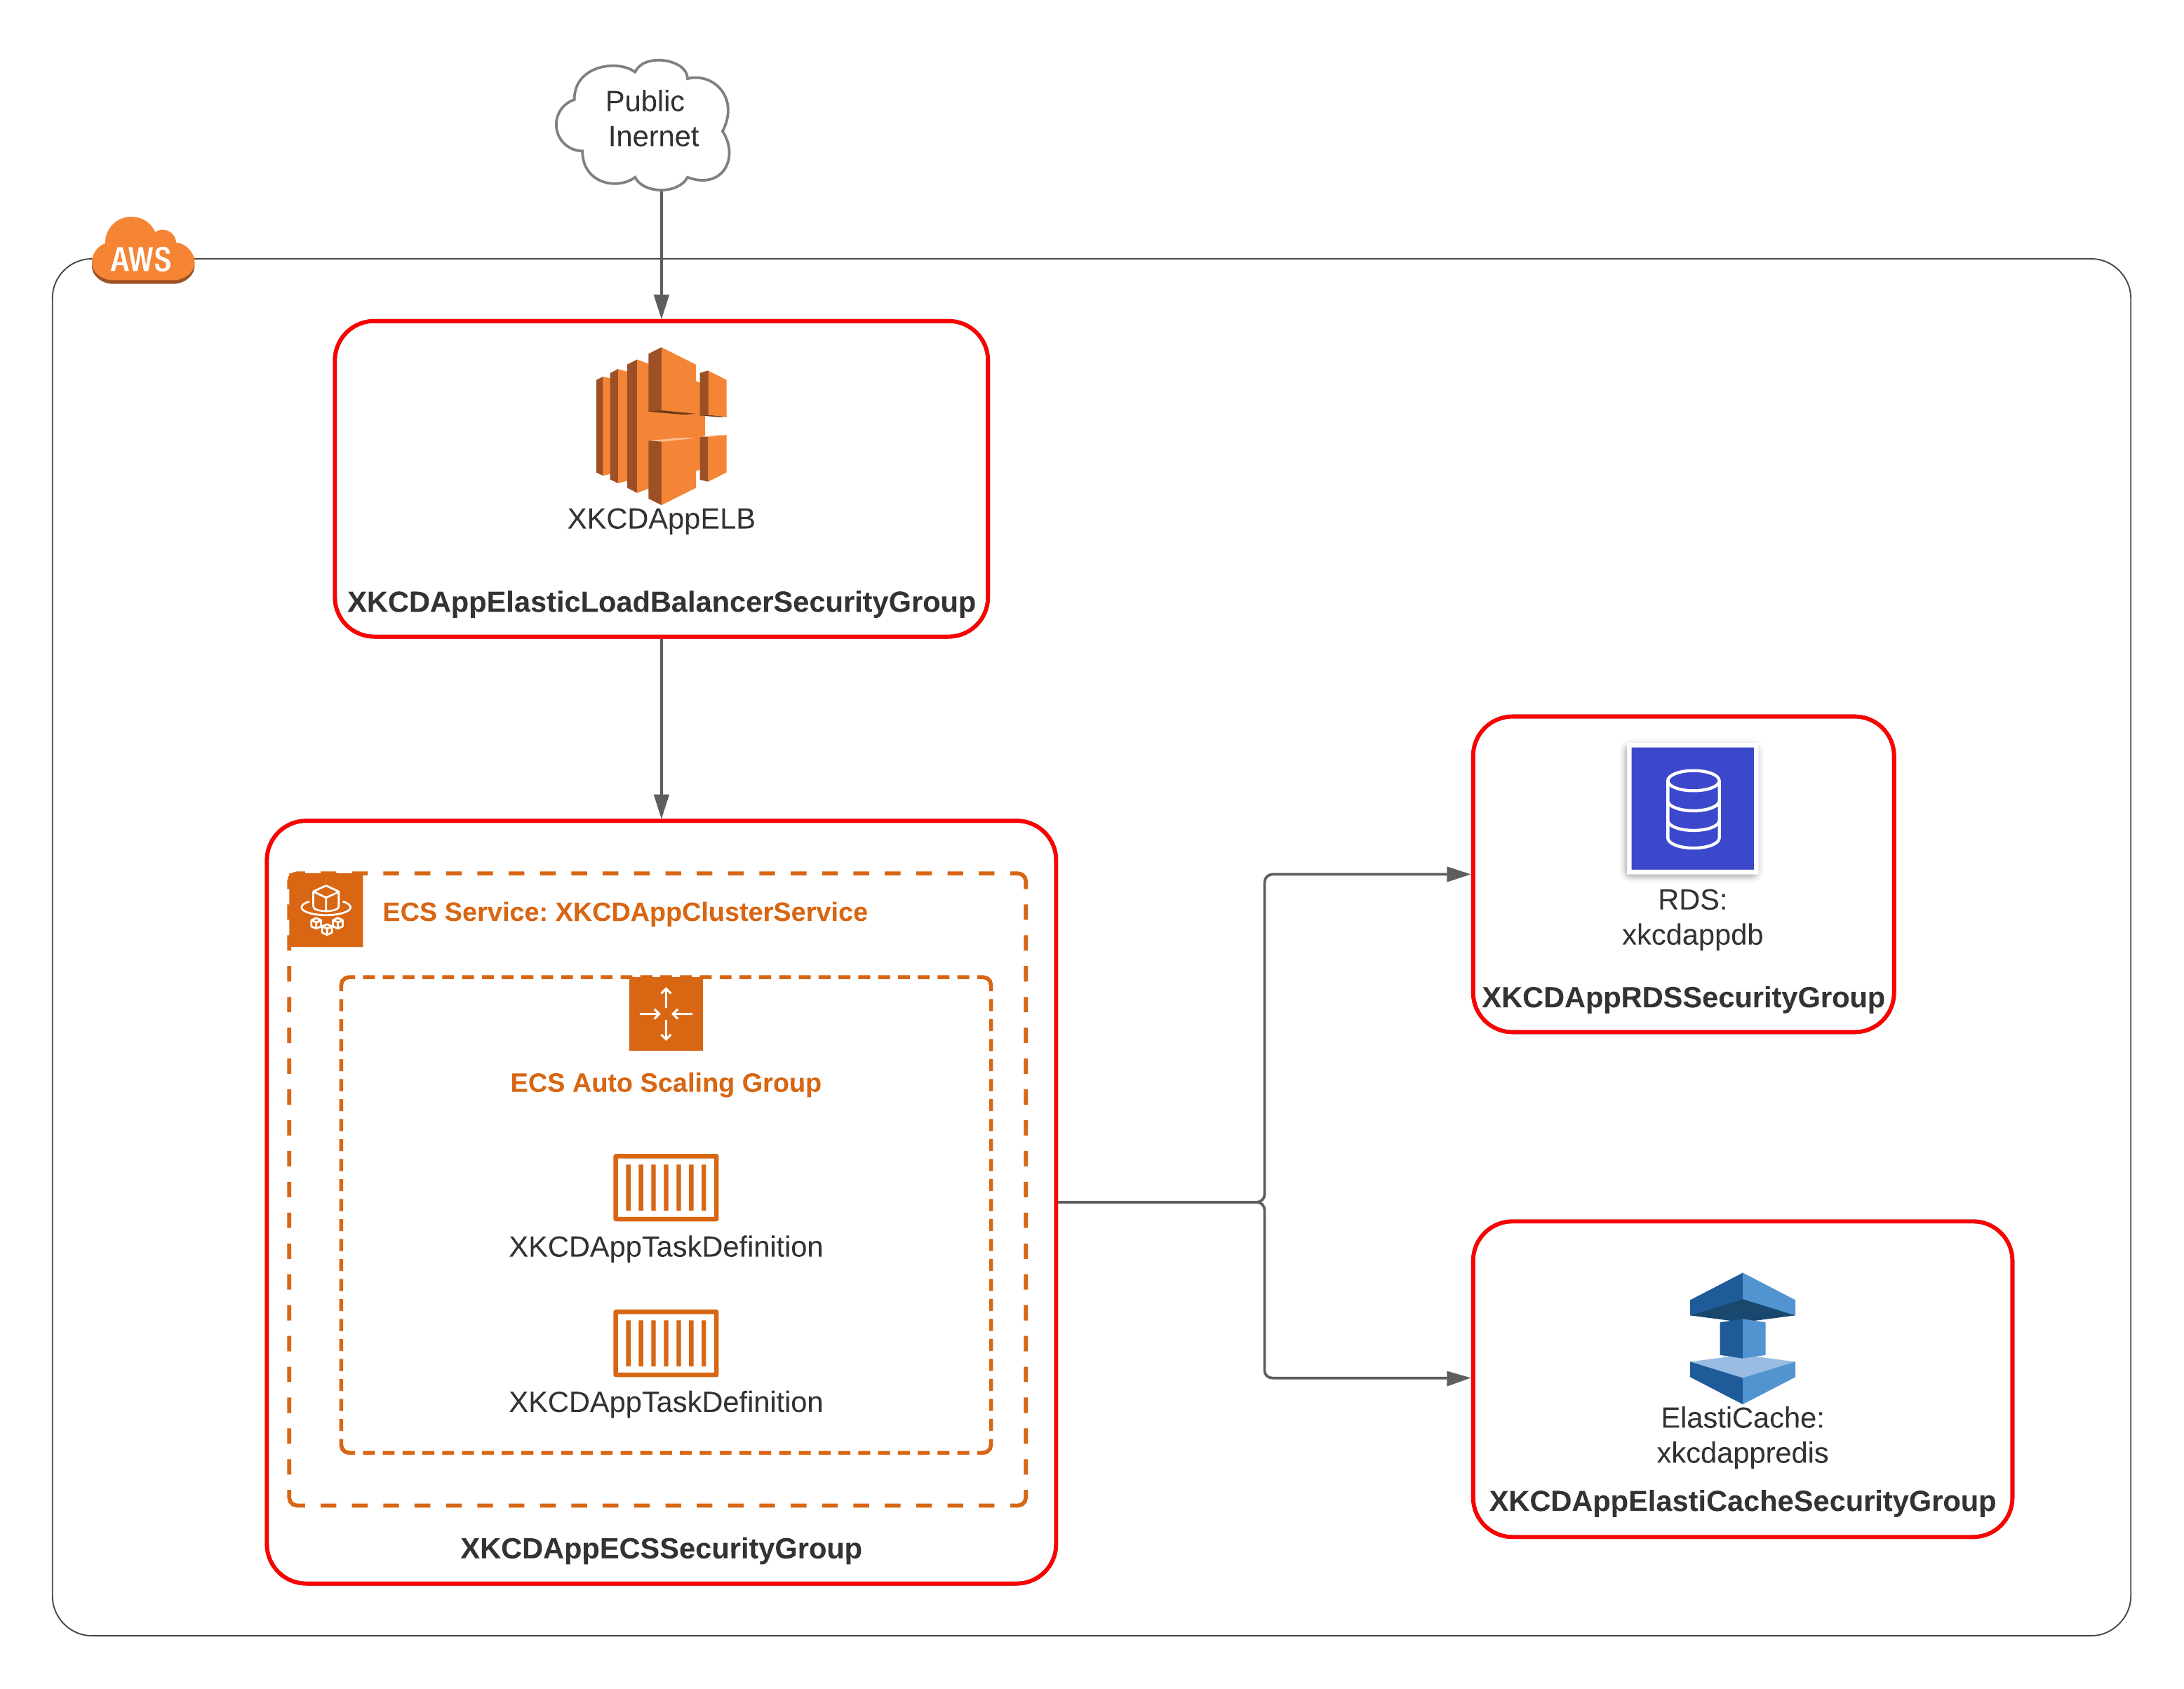 Public
Inernet
AWS
XKCDAppELB
XKCDAppElasticLoadBalancerSecurityGroup
ECS Service: XKCDAppClusterService
ECS Auto Scaling Group
XKCDAppTaskDefinition
XKCDAppTaskDefinition
XKCDAppECSSecurityGroup
RDS:
xkcdappdb
XKCDAppRDSSecurityGroup
ElastiCache:
xkcdappredis
XKCDAppElastiCacheSecurityGroup